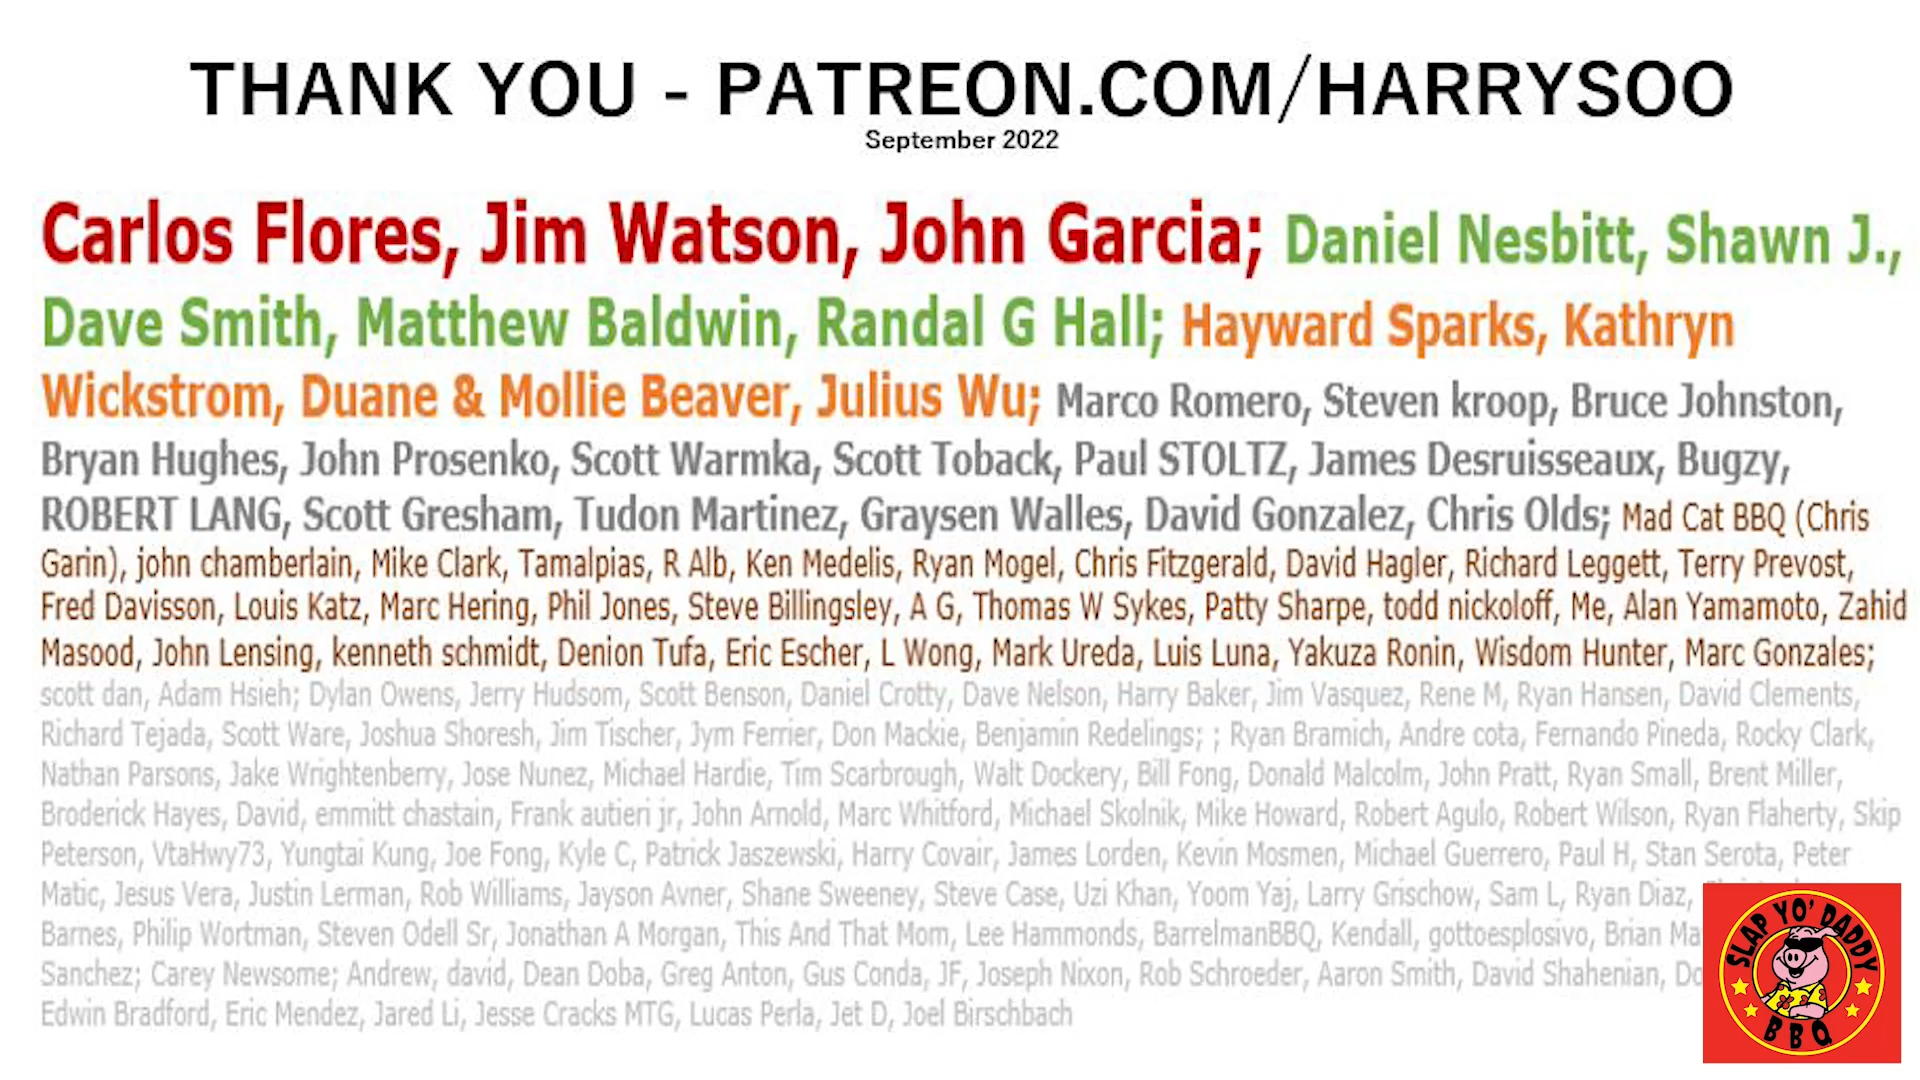 THANK YOU - PATREON.COM/HARRYSOO
September 2022
Carlos Flores, Jim Watson, John Garcia; Daniel Nesbitt, Shawn J.,
Dave Smith, Matthew Baldwin, Randal G Hall; Hayward Sparks, Kathryn
Wickstrom, Duane & Mollie Beaver, Julius Wu; Marco Romero, Steven kroop, Bruce Johnston,
Bryan Hughes, John Prosenko, Scott Warmka, Scott Toback, Paul STOLTZ, James Desruisseaux, Bugzy,
ROBERT LANG, Scott Gresham, Tudon Martinez, Graysen Walles, David Gonzalez, Chris Olds; Mad Cat BBQ (Chris
Garin), john chamberlain, Mike Clark, Tamalpias, R Alb, Ken Medelis, Ryan Mogel, Chris Fitzgerald, David Hagler, Richard Leggett, Terry Prevost,
Fred Davisson, Louis Katz, Marc Hering, Phil Jones, Steve Billingsley, A G, Thomas W Sykes, Patty Sharpe, todd nickoloff, Me, Alan Yamamoto, Zahid
Masood, John Lensing, kenneth schmidt, Denion Tufa, Eric Escher, L Wong, Mark Ureda, Luis Luna, Yakuza Ronin, Wisdom Hunter, Marc Gonzales;
scott dan, Adam Hsieh; Dylan Owens, Jerry Hudsom, Scott Benson, Daniel Crotty, Dave Nelson, Harry Baker, Jim Vasquez, Rene M, Ryan Hansen, David Clements,
Richard Tejada, Scott Ware, Joshua Shoresh, Jim Tischer, Jym Ferrier, Don Mackie, Benjamin Redelings; ; Ryan Bramich, Andre cota, Fernando Pineda, Rocky Clark,
Nathan Parsons, Jake Wrightenberry, Jose Nunez, Michael Hardie, Tim Scarbrough, Walt Dockery, Bill Fong, Donald Malcolm, John Pratt, Ryan Small, Brent Miller,
Broderick Hayes, David, emmitt chastain, Frank autieri jr, John Arnold, Marc Whitford, Michael Skolnik, Mike Howard, Robert Agulo, Robert Wilson, Ryan Flaherty, Skip
Peterson, VtaHwy73, Yungtai Kung, Joe Fong, Kyle C, Patrick Jaszewski, Harry Covair, James Lorden, Kevin Mosmen, Michael Guerrero, Paul H, Stan Serota, Peter
Matic, Jesus Vera, Justin Lerman, Rob Williams, Jayson Avner, Shane Sweeney, Steve Case, Uzi Khan, Yoom Yaj, Larry Grischow, Sam L, Ryan Diaz,
Barnes, Philip Wortman, Steven Odell Sr, Jonathan A Morgan, This And That Mom, Lee Hammonds, BarrelmanBBQ, Kendall, gottoesplosivo, Brian
Sanchez; Carey Newsome; Andrew, david, Dean Doba, Greg Anton, Gus Conda, JF, Joseph Nixon, Rob Schroeder, Aaron Smith, David Shahenian,
Edwin Bradford, Eric Mendez, Jared Li, Jesse Cracks MTG, Lucas Perla, Jet D, Joel Birschbach
SLAP YO' DADDY
BBQ